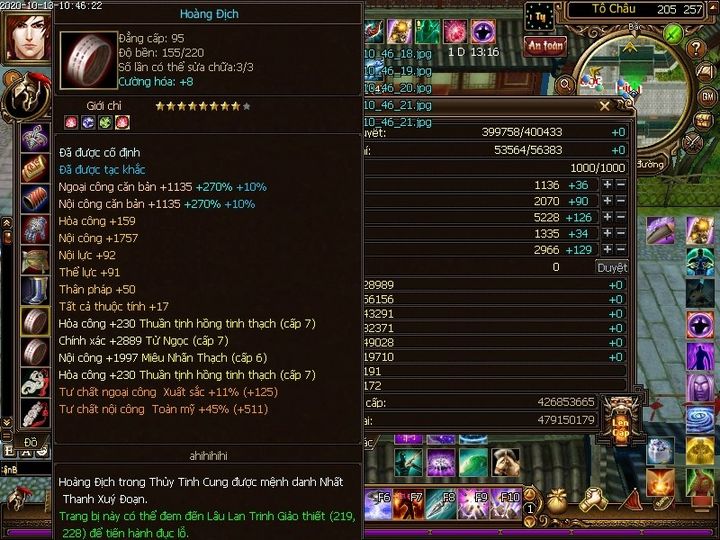 2020-10-13-10:46:22
Hoàng Địch
Đẳng cấp: 95
Độ bền: 155/220
Số lần có thể sửa chữa:3/3
Cường hóa: +8
Giới chỉ
Đã được cố định
Đã được tạc khắc
Ngoại công căn bản +1135 +270% +10%
Nội công căn bản +1135 +270% +10%
Hỏa công +159
Nội công +1757
Nội lực +92
Thể lực +91
Thân pháp +50
Tất cả thuộc tính +17
Hỏa công +230 Thuần tịnh hồng tinh thạch (cấp 7)
Chính xác +2889 Tử Ngọc (cấp 7)
Nội công +1997 Miêu Nhãn Thạch (cấp 6)
Hỏa công +230 Thuần tịnh hồng tinh thạch (cấp 7)
Tư chất ngoại công Xuất sắc +11% (+125)
Tư chất nội công Toàn mỹ +45% (+511)
ahihihihi
Hoàng Địch trong Thủy Tinh Cung được mệnh danh Nhất
Thanh Xuý Đoạn.
Trang bị này có thể đem đến Lâu Lan Trinh Giảo thiết (219,
228) để tiến hành đục lỗ.
Đồ
10_46_18.jpg
10_46_19.jpg
10_46_20.jpg
10_46_21.jpg
10_46_21.jpg
1 D 13:16
Ty
An toàn
Tô Châu 205 257
GM
đường
uyết: 399758/400433 +0
í: 53564/56383 +0
1000/1000
1136 +36
2070 +90
5228 +126
1335 +34
2966 +129
0 Duyệt
28989 +0
56156 +0
43291 +0
32371 +0
49028 +0
19710 +0
191
172
cấp: 426853665
ại: 479150179
Lên
Cấp
F6 F7 F8 F9 F10
1